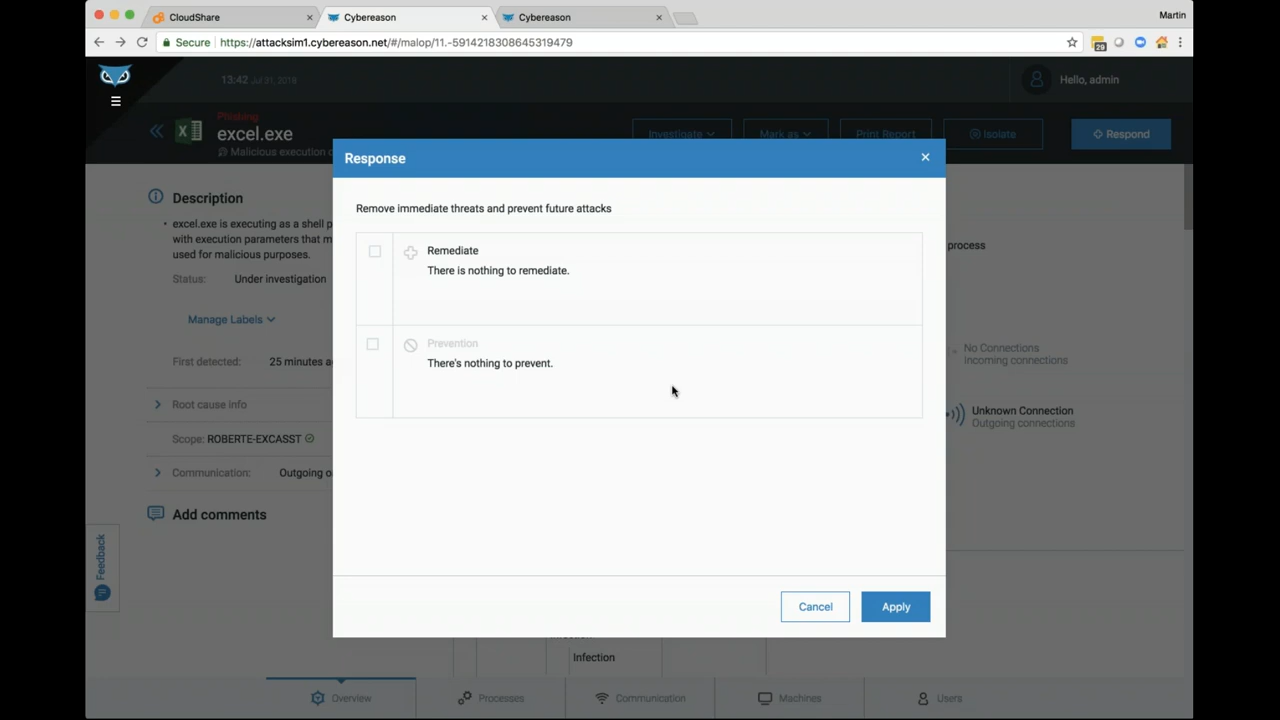 CloudShare
Cybereason
Cybereason
Martin
Secure
https://attacksim1.cybereason.net/#/malop/11.-5914218308645319479
29
13:42 Jul 31, 2018
Hello, admin
Phishing
excel.exe
Malicious execution o
Investigate
Mark as
Print Report
Isolate
Respond
Response
Remove immediate threats and prevent future attacks
Remediate
There is nothing to remediate.
Prevention
There's nothing to prevent.
Cancel
Apply
Description
excel.exe is executing as a shell p
with execution parameters that m
used for malicious purposes.
Status: Under investigation
Manage Labels
First detected: 25 minutes a
Root cause info
Scope: ROBERTE-EXCASST
Communication: Outgoing o
Add comments
process
No Connections
Incoming connections
Unknown Connection
Outgoing connections
Feedback
Infection
Infection
Overview
Processes
Communication
Machines
Users